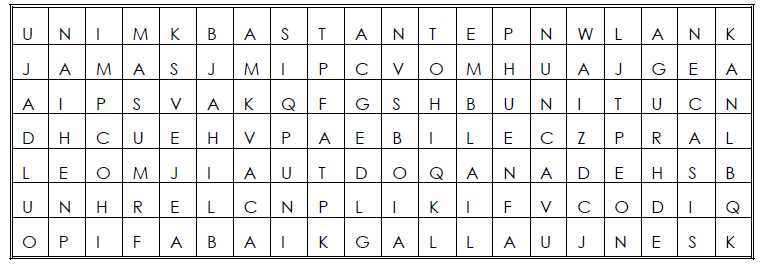 U N I M K B A S T A N T E P N W L A N K
J A M A S J M I P C V O M H U A J G E A
A I P S V A K Q F G S H B U N I T U C N
D H C U E H V P A E B I L E C Z P R A L
L E O M J I A U T D O Q A N A D E H S B
U N H R E L C N P L I K I F V C O D I Q
O P I F A B A I K G A L L A U J N E S K